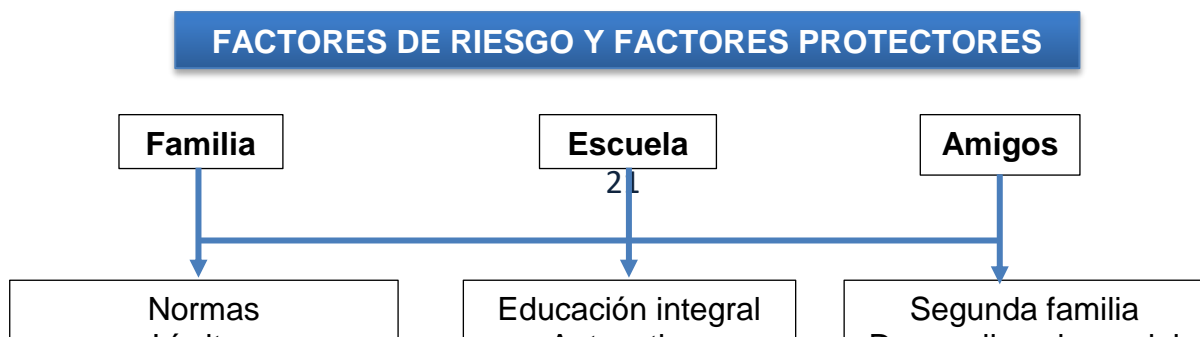 FACTORES DE RIESGO Y FACTORES PROTECTORES
Familia
Escuela
Amigos
21
Normas
Educación integral
Segunda familia